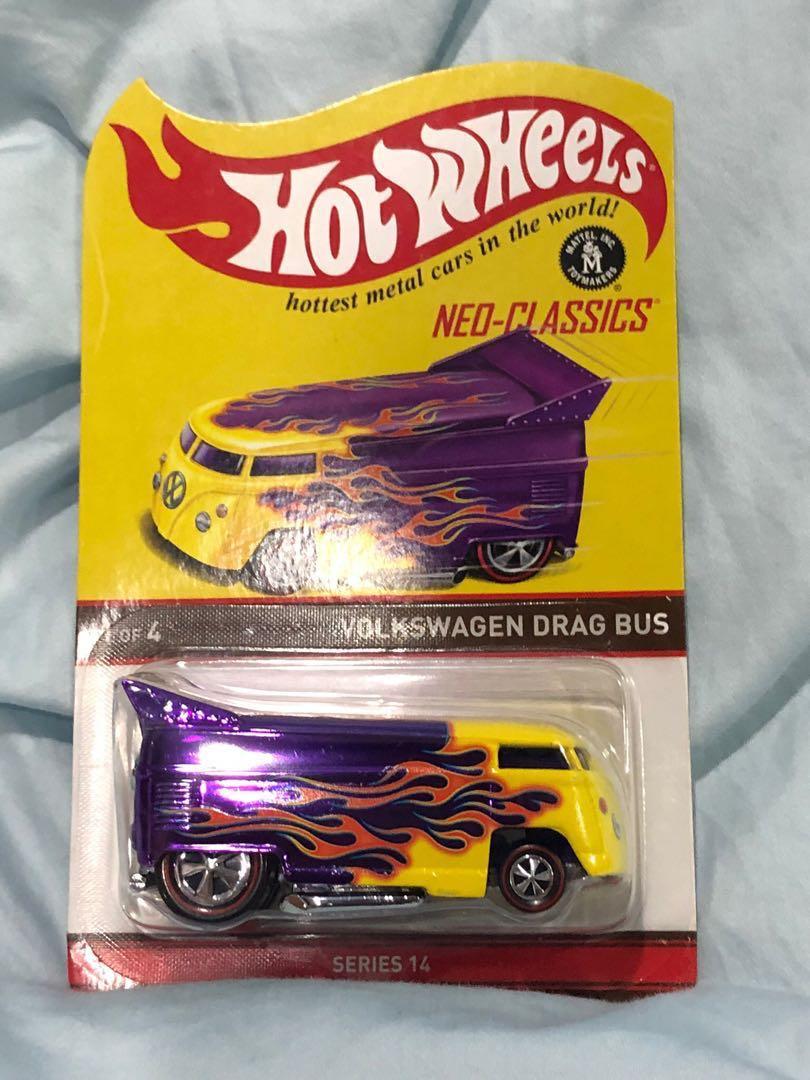 Hot Wheels®
hottest metal cars in the world!
MATTEL, INC.
M
TOYMAKERS
®
NEO-CLASSICS™
OF 4
VOLKSWAGEN DRAG BUS
SERIES 14